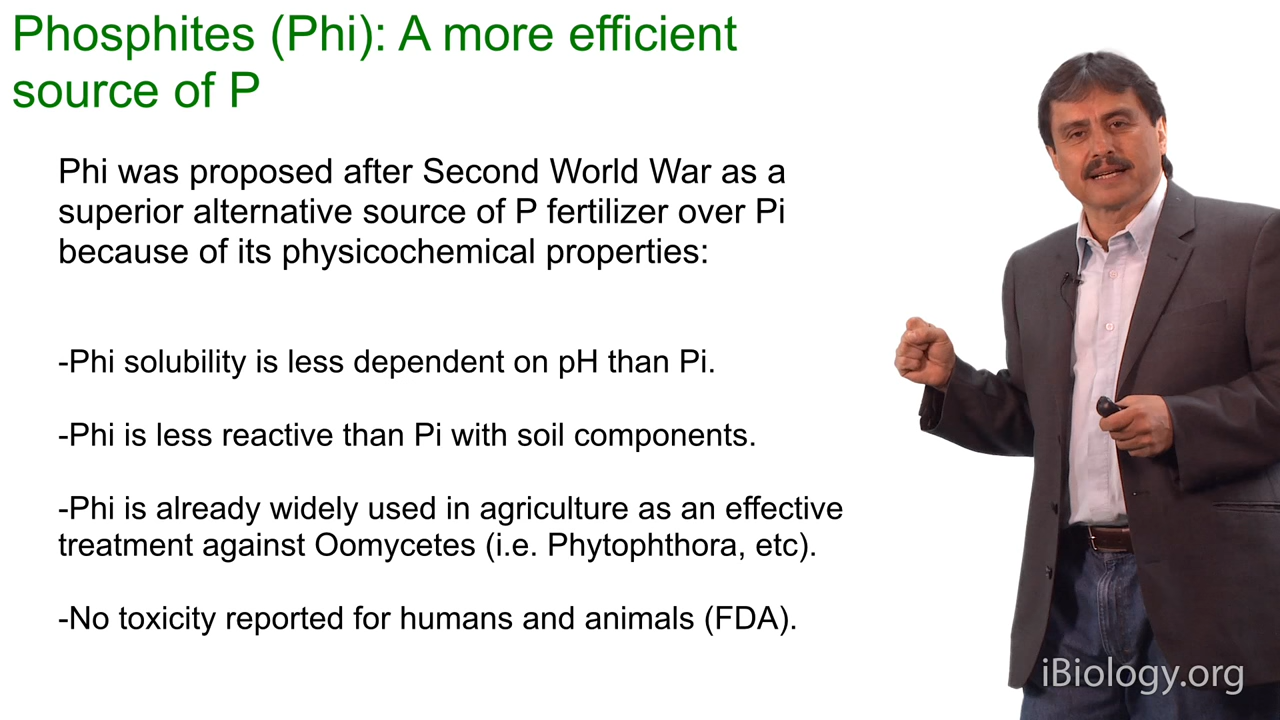 Phosphites (Phi): A more efficient
source of P
Phi was proposed after Second World War as a
superior alternative source of P fertilizer over Pi
because of its physicochemical properties:
-Phi solubility is less dependent on pH than Pi.
-Phi is less reactive than Pi with soil components.
-Phi is already widely used in agriculture as an effective
treatment against Oomycetes (i.e. Phytophthora, etc).
-No toxicity reported for humans and animals (FDA).
iBiology.org